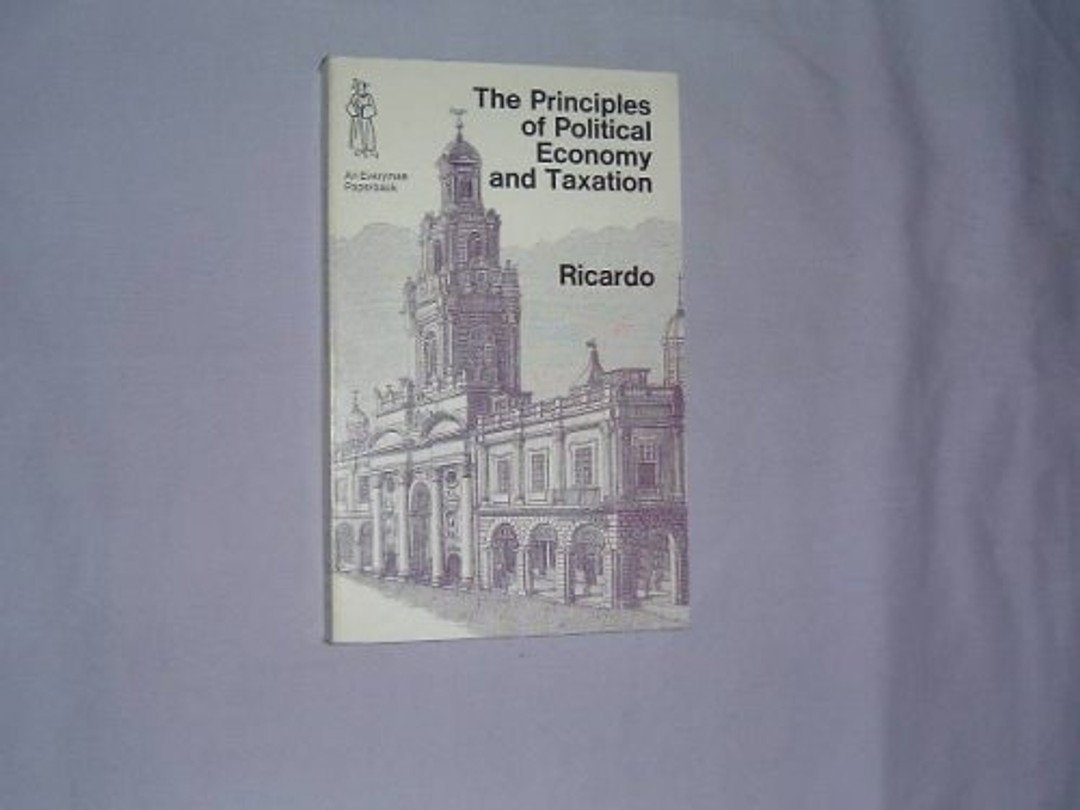 The Principles
of Political
Economy
and Taxation
An Everyman
Paperback
Ricardo